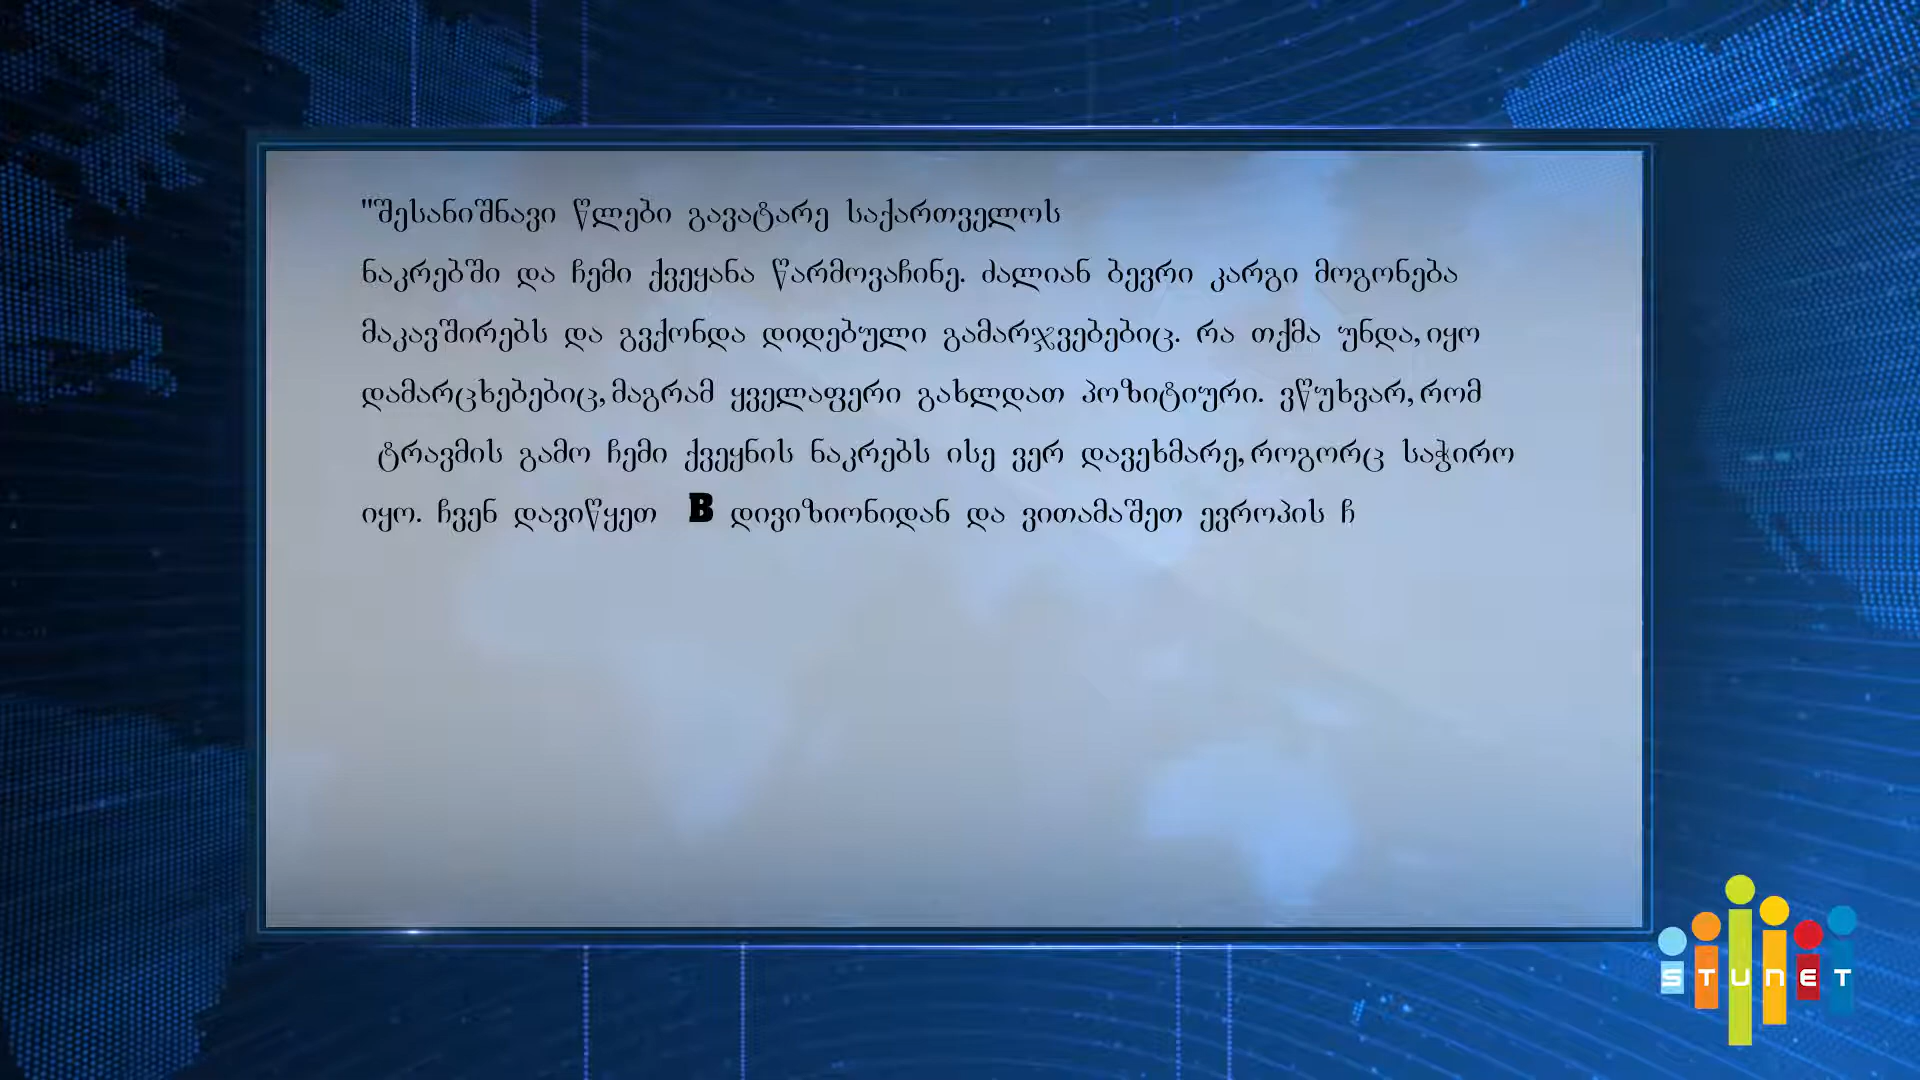 "შესანიშნავი წლები გავატარე საქართველოს
ნაკრებში და ჩემი ქვეყანა წარმოვაჩინე. ძალიან ბევრი კარგი მოგონება
მაკავშირებს და გვქონდა დიდებული გამარჯვებებიც. რა თქმა უნდა, იყო
დამარცხებებიც, მაგრამ ყველაფერი გახლდათ პოზიტიური. ვწუხვარ, რომ
ტრავმის გამო ჩემი ქვეყნის ნაკრებს ისე ვერ დავეხმარე, როგორც საჭირო
იყო. ჩვენ დავიწყეთ B დივიზიონიდან და ვითამაშეთ ევროპის ჩ
STUNET